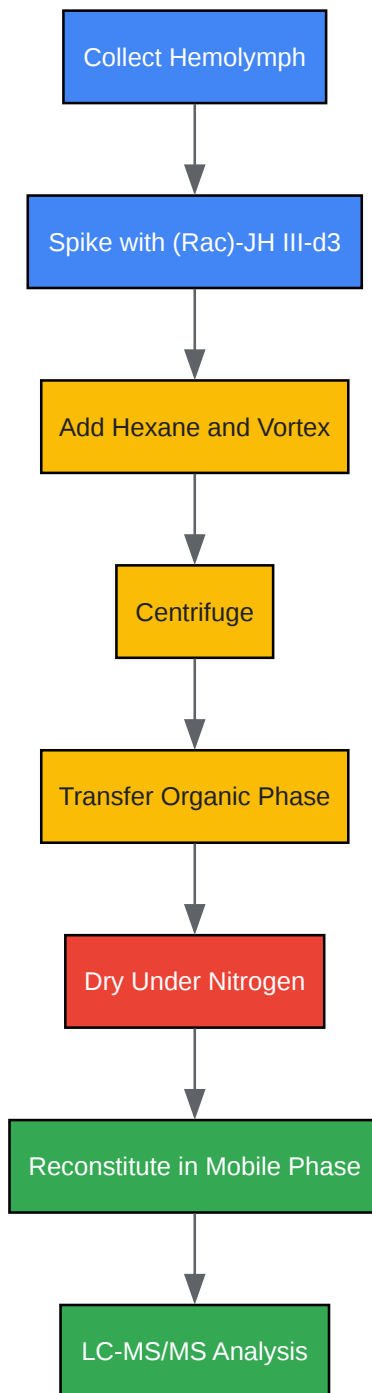 Collect Hemolymph
Spike with (Rac)-JH III-d3
Add Hexane and Vortex
Centrifuge
Transfer Organic Phase
Dry Under Nitrogen
Reconstitute in Mobile Phase
LC-MS/MS Analysis